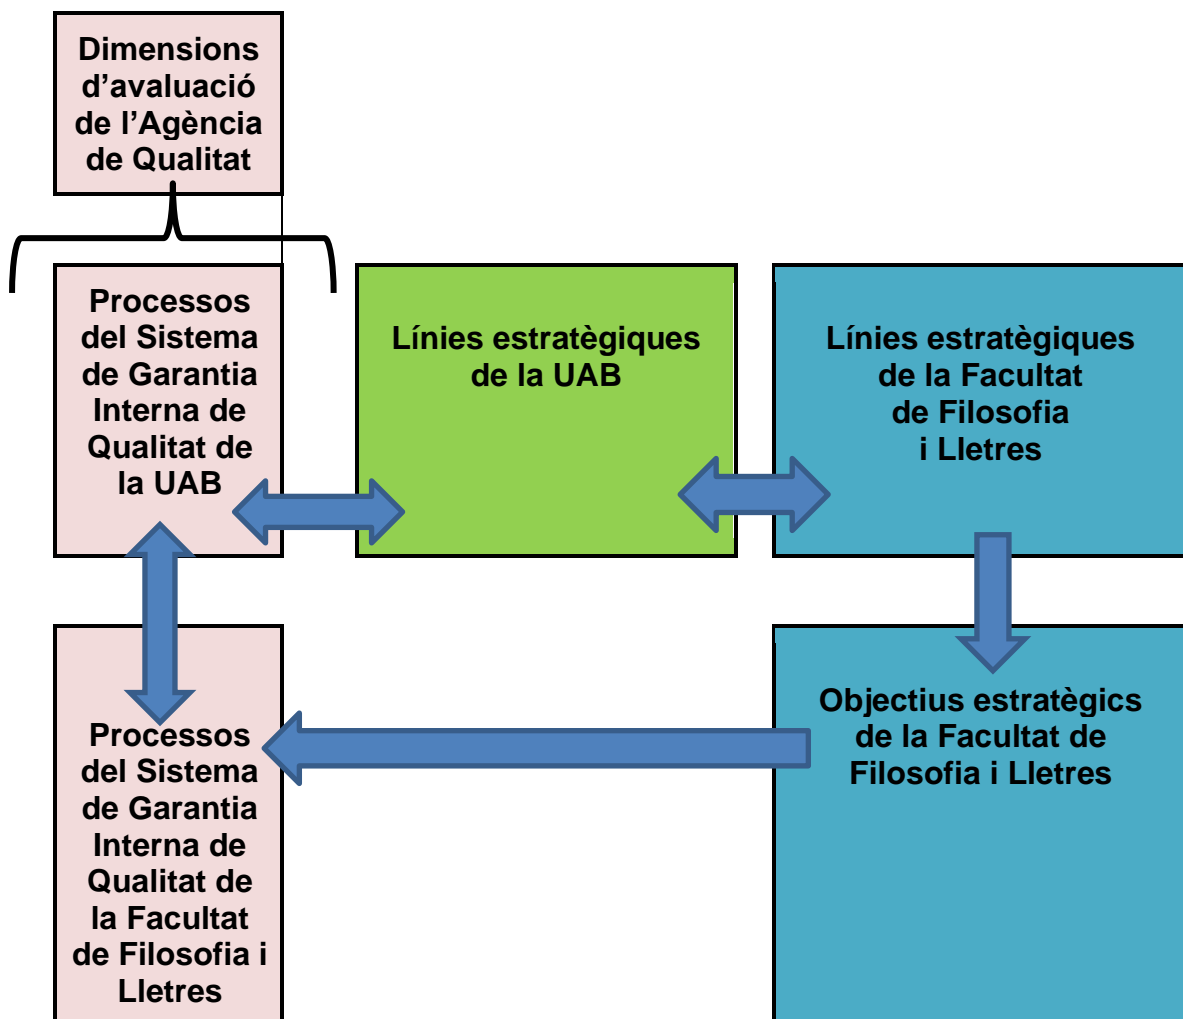 Dimensions
d’avaluació
de l’Agència
de Qualitat
Processos
del Sistema
de Garantia
Interna de
Qualitat de
la UAB
Línies estratègiques
de la UAB
Línies estratègiques
de la Facultat
de Filosofia
i Lletres
Processos
del Sistema
de Garantia
Interna de
Qualitat de
la Facultat
de Filosofia i
Lletres
Objectius estratègics
de la Facultat de
Filosofia i Lletres